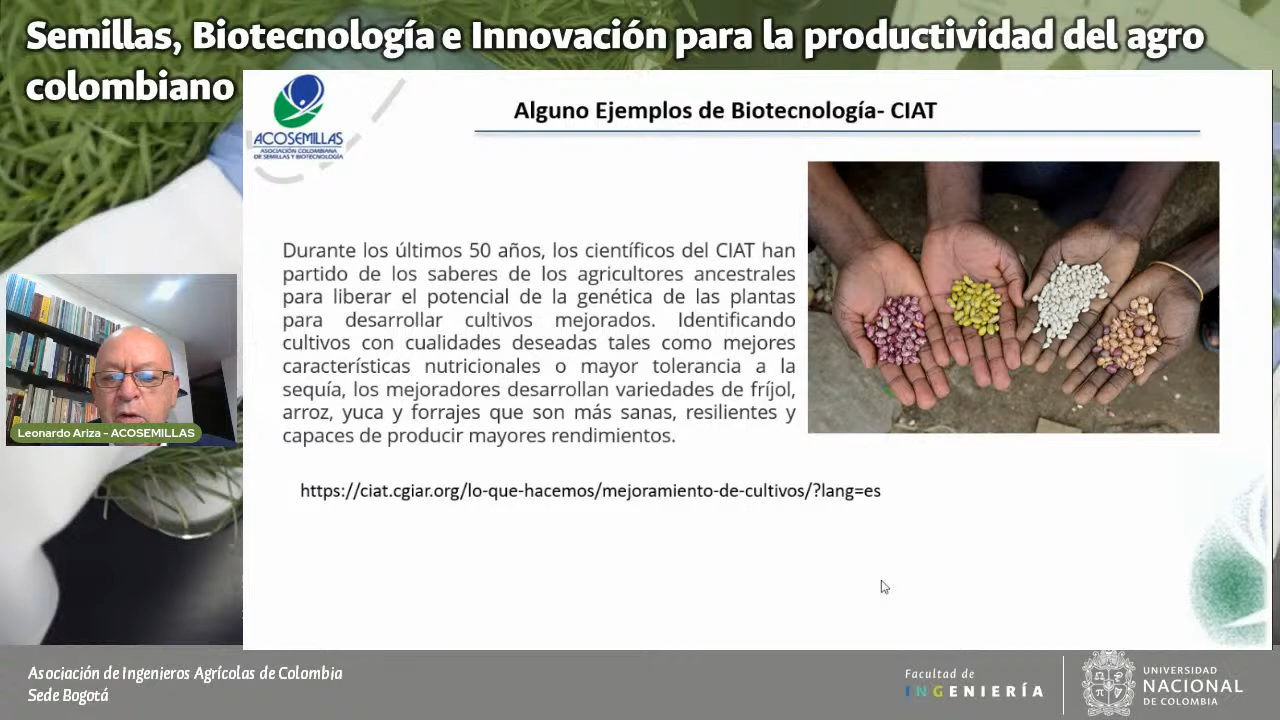 Semillas, Biotecnología e Innovación para la productividad del agro
colombiano
ACOSEMILLAS
ASOCIACIÓN COLOMBIANA
DE SEMILLAS Y BIOTECNOLOGÍA
Alguno Ejemplos de Biotecnología- CIAT
Durante los últimos 50 años, los científicos del CIAT han
partido de los saberes de los agricultores ancestrales
para liberar el potencial de la genética de las plantas
para desarrollar cultivos mejorados. Identificando
cultivos con cualidades deseadas tales como mejores
características nutricionales o mayor tolerancia a la
sequía, los mejoradores desarrollan variedades de fríjol,
arroz, yuca y forrajes que son más sanas, resilientes y
capaces de producir mayores rendimientos.
https://ciat.cgiar.org/lo-que-hacemos/mejoramiento-de-cultivos/?lang=es
Leonardo Ariza - ACOSEMILLAS
Asociación de Ingenieros Agrícolas de Colombia
Sede Bogotá
Facultad de
INGENIERÍA
UNIVERSIDAD
NACIONAL
DE COLOMBIA